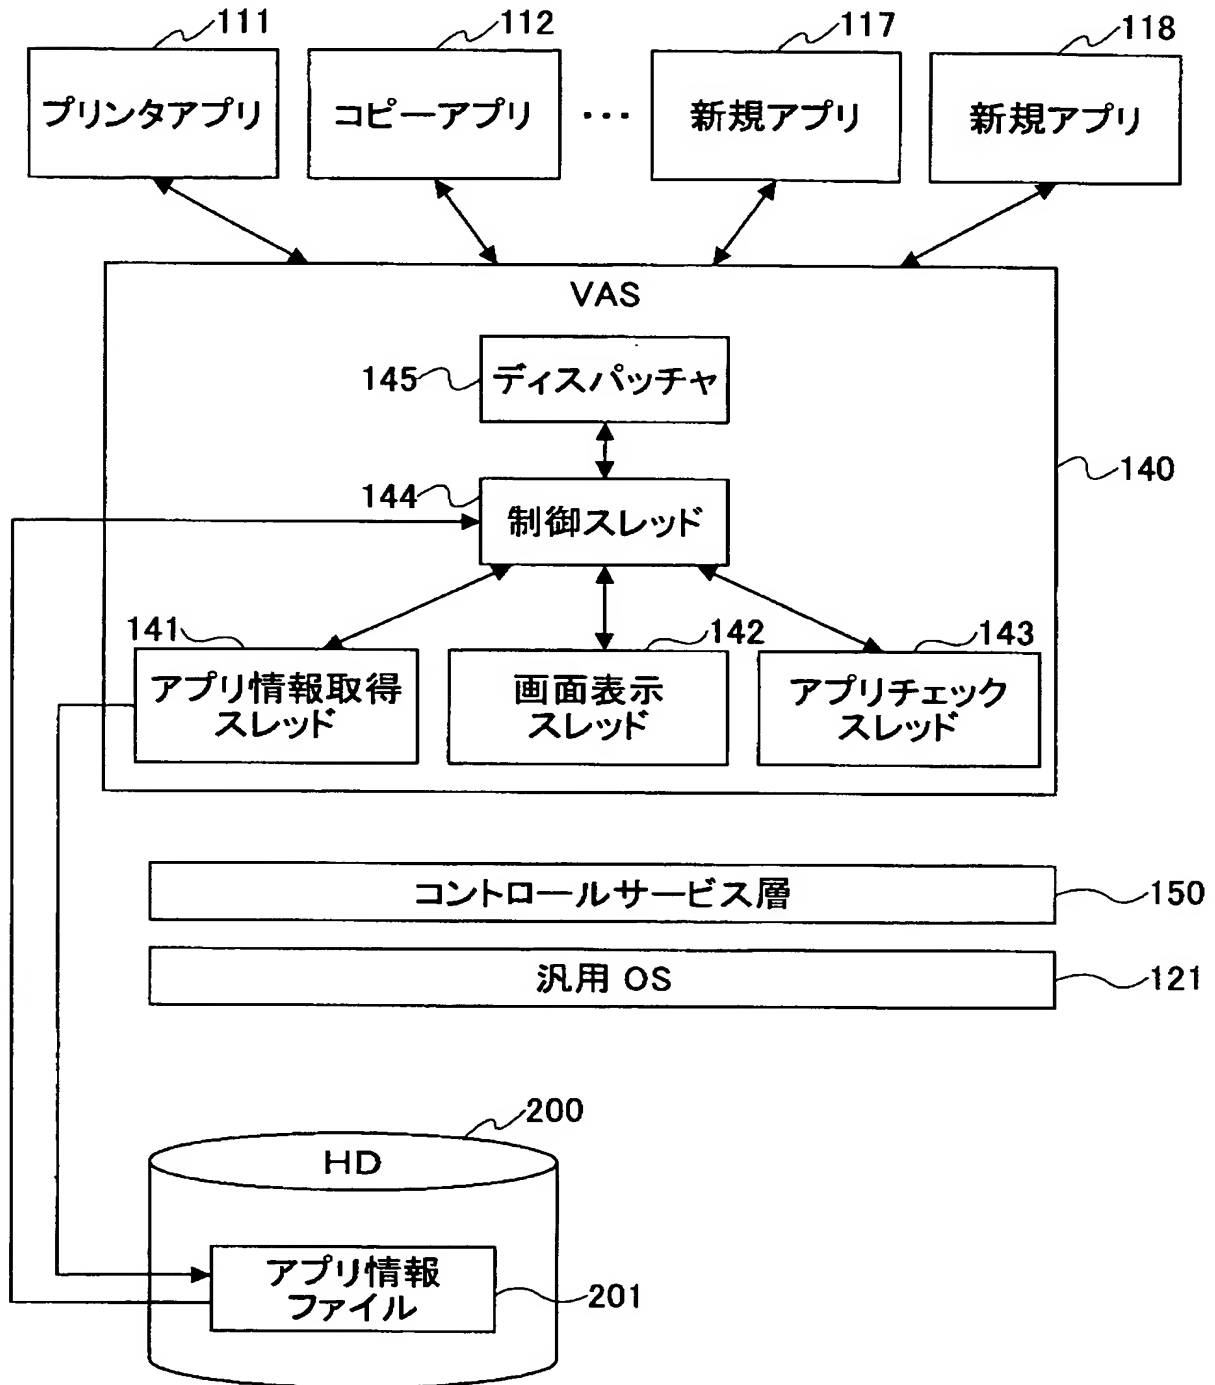 111
112
117
118
プリンタアプリ
コピーアプリ
・・・
新規アプリ
新規アプリ
VAS
145
ディスパッチャ
140
144
制御スレッド
141
142
143
アプリ情報取得
スレッド
画面表示
スレッド
アプリチェック
スレッド
コントロールサービス層
150
汎用 OS
121
200
HD
アプリ情報
ファイル
201